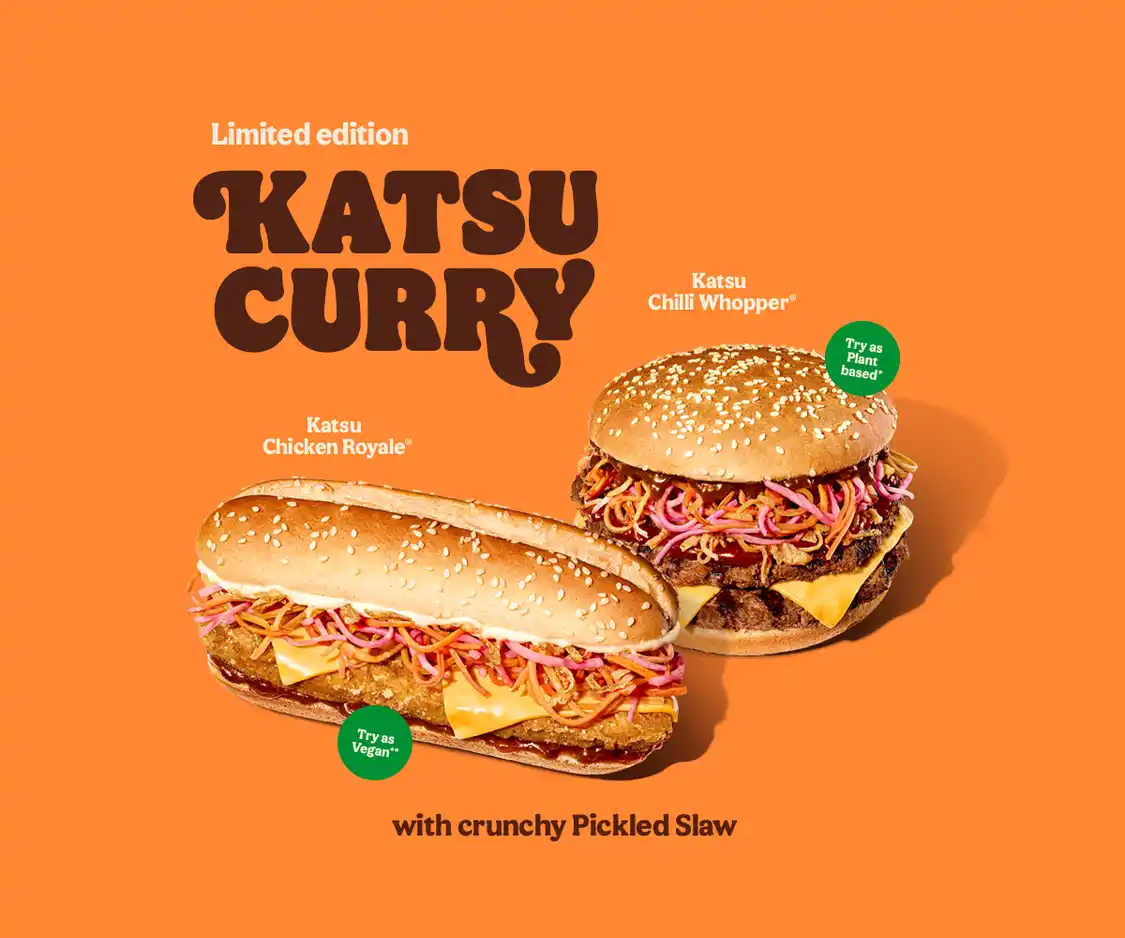 Limited edition
KATSU
CURRY
Katsu
Chilli Whopper®
Try as
Plant
based*
Katsu
Chicken Royale®
Try as
Vegan**
with crunchy Pickled Slaw